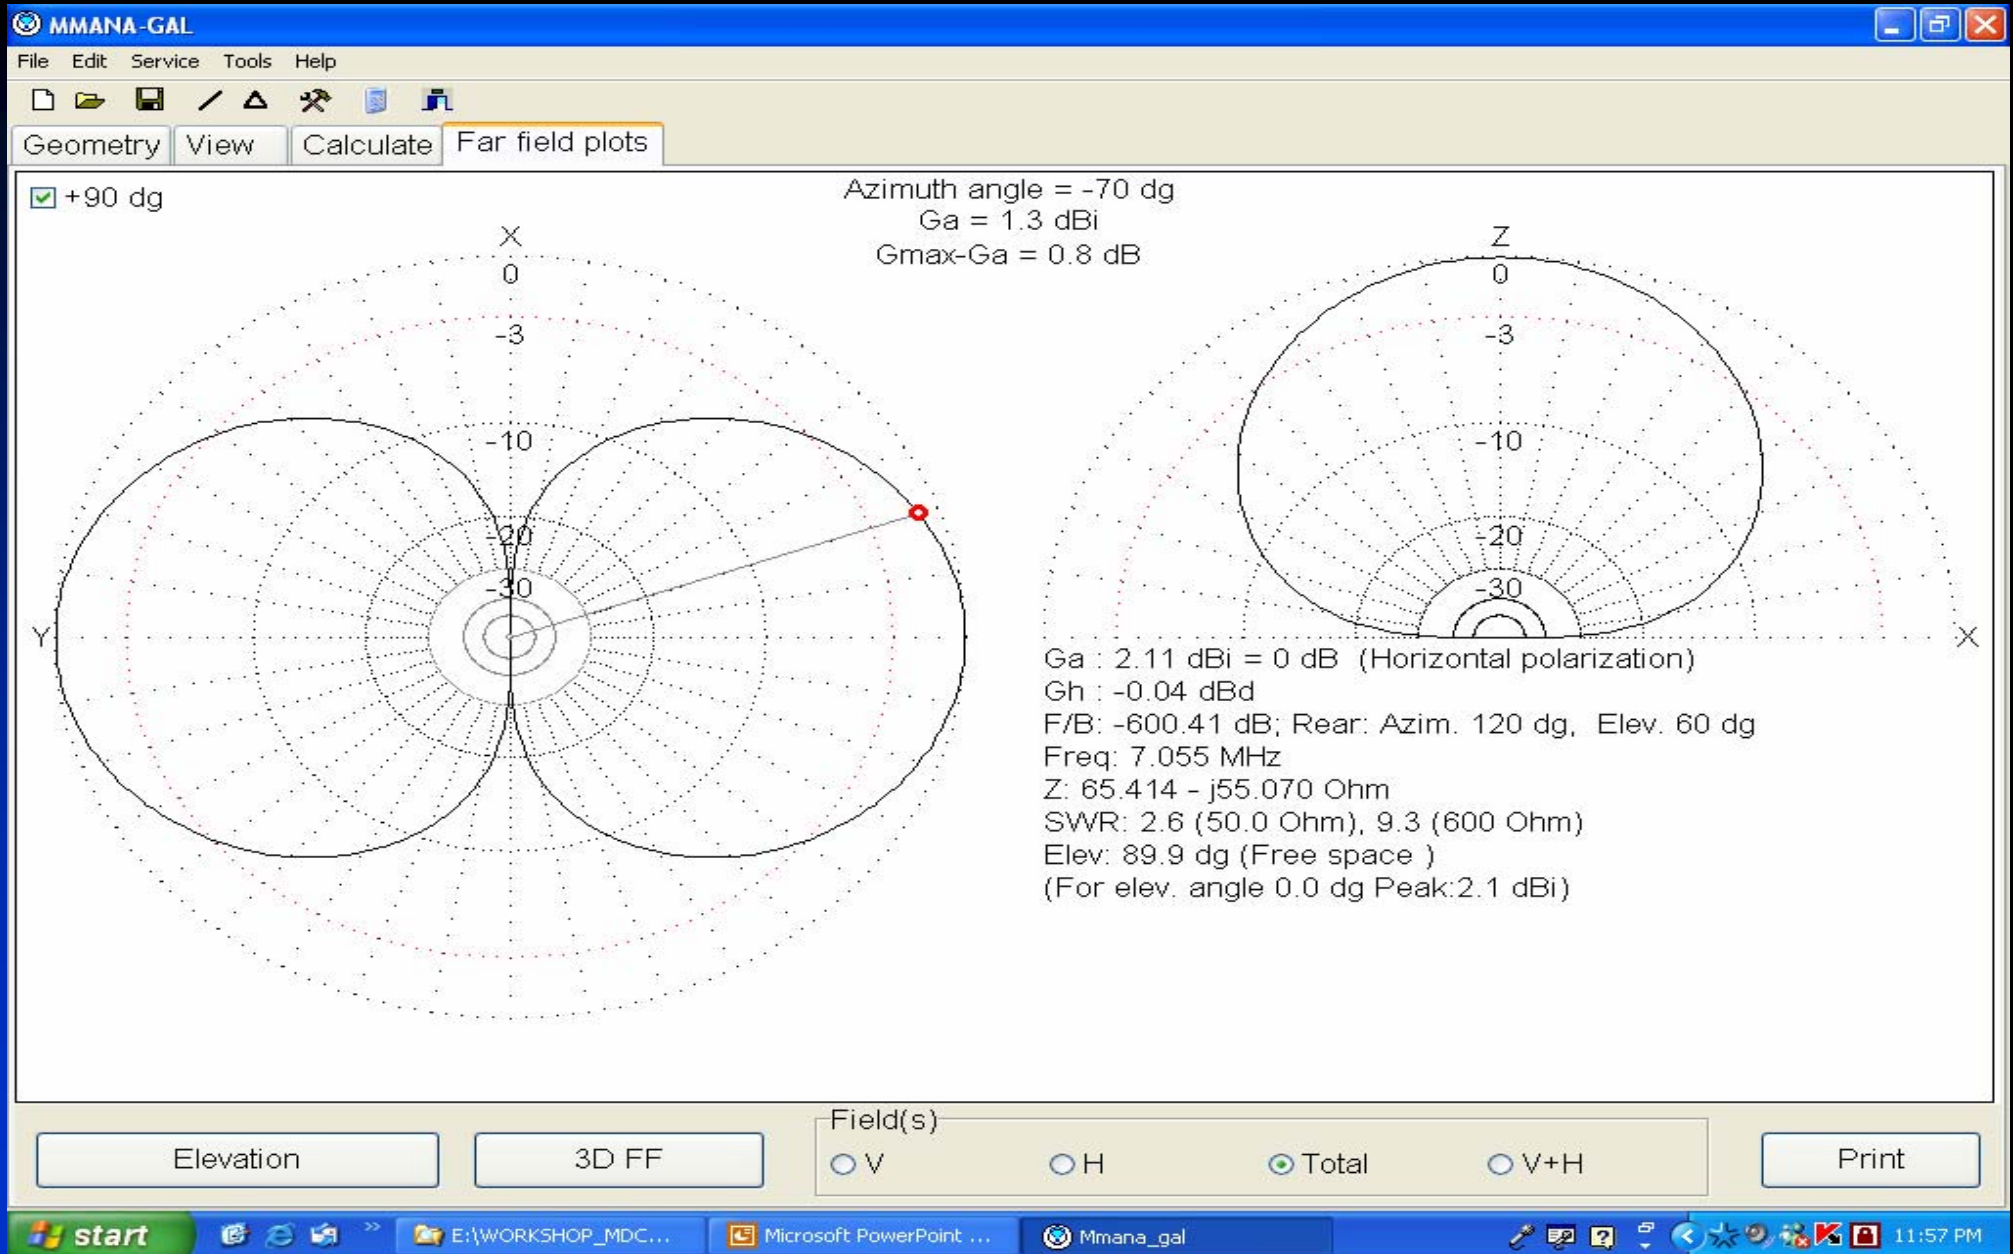 MMANA-GAL
File Edit Service Tools Help
Geometry View Calculate Far field plots
+90 dg
Azimuth angle = -70 dg
Ga = 1.3 dBi
Gmax-Ga = 0.8 dB
X
0
-3
-10
-20
-30
Y
Z
0
-3
-10
-20
-30
X
Ga : 2.11 dBi = 0 dB (Horizontal polarization)
Gh : -0.04 dBd
F/B: -600.41 dB; Rear: Azim. 120 dg, Elev. 60 dg
Freq: 7.055 MHz
Z: 65.414 - j55.070 Ohm
SWR: 2.6 (50.0 Ohm), 9.3 (600 Ohm)
Elev: 89.9 dg (Free space )
(For elev. angle 0.0 dg Peak:2.1 dBi)
Elevation
3D FF
Field(s)
V H Total V+H
Print
start
E:\WORKSHOP_MDC...
Microsoft PowerPoint ...
Mmana_gal
11:57 PM